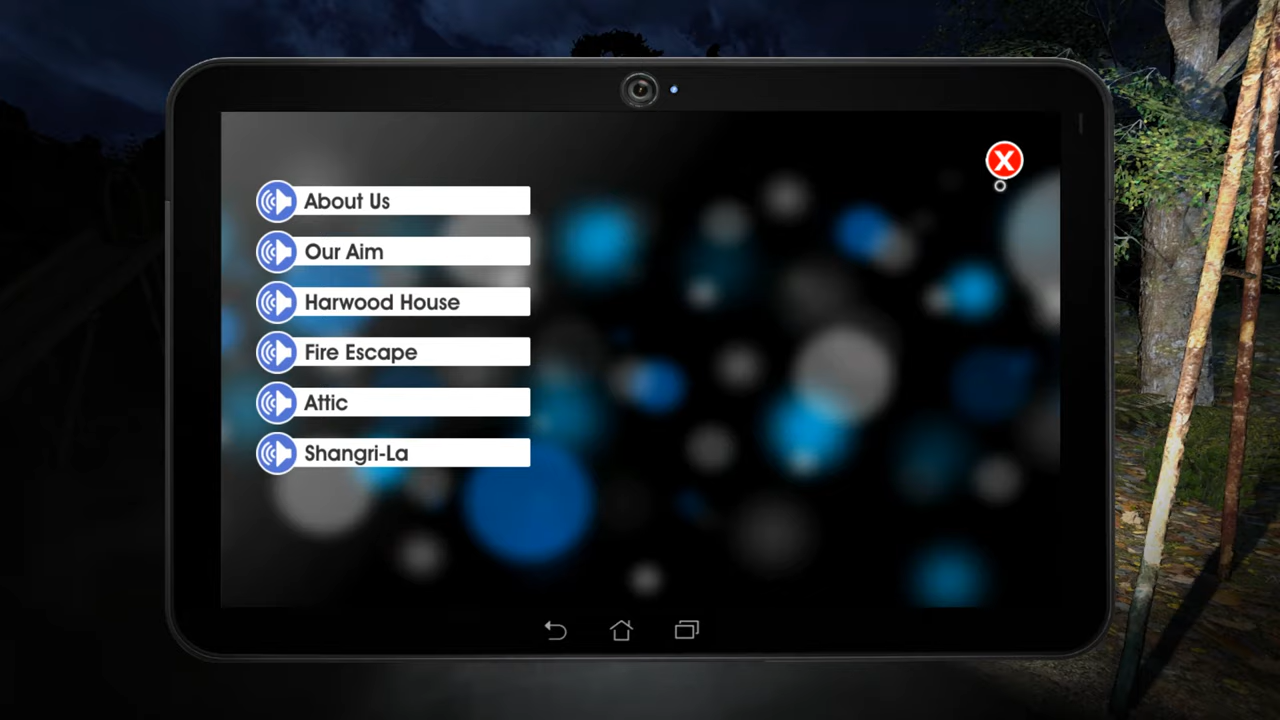 X
About Us
Our Aim
Harwood House
Fire Escape
Attic
Shangri-La